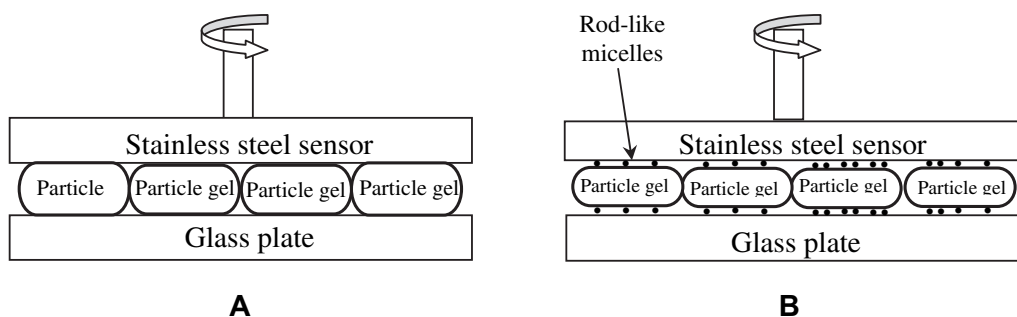 Rod-like
micelles
Stainless steel sensor
Particle
Particle gel
Particle gel
Particle gel
Glass plate
A
Stainless steel sensor
Particle gel
Particle gel
Particle gel
Particle gel
Glass plate
B